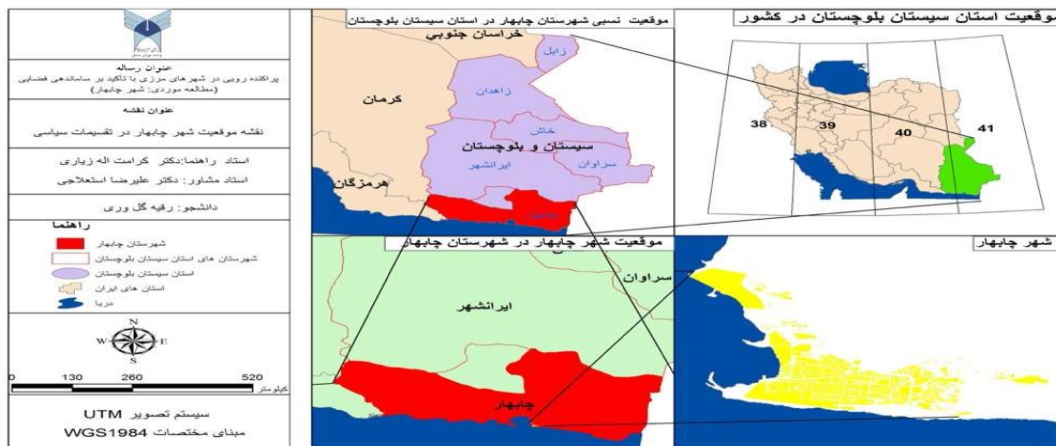 عنوان رساله
پراکنده رویی در شهرهای مرزی با تاکید بر ساماندهی فضایی
(مطالعه موردی: شهر چابهار)
عنوان نقشه
نقشه موقعیت شهر چابهار در تقسیمات سیاسی
استاد راهنما:دکتر کرامت اله زیاری
استاد مشاور: دکتر علیرضا استعلاجی
دانشجو: رقیه گل وری
راهنما
شهرستان چابهار
شهرستان های استان سیستان بلوچستان
استان سیستان بلوچستان
استان های ایران
دریا
N
W E
S
0 130 260 520
کیلومتر
سیستم تصویر UTM
مبنای مختصات WGS1984
موقعیت نسبی شهرستان چابهار در استان سیستان بلوچستان
خراسان جنوبي
زابل
کرمان
زاهدان
خاش
سیستان و بلوچستان
ایرانشهر
سراوان
هرمزگان
چابهار
موقعیت استان سیستان بلوچستان در کشور
38 39 40 41
موقعیت شهر چابهار در شهرستان چابهار
سراوان
ایرانشهر
چابهار
شهر چابهار